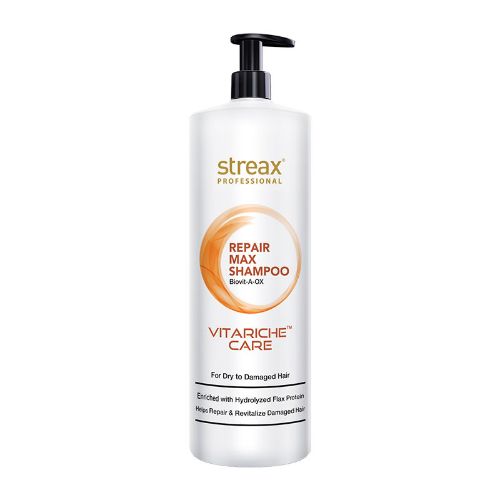 streax®
PROFESSIONAL
REPAIR
MAX
SHAMPOO
Biovit-A-OX
VITARICHE™
CARE
For Dry to Damaged Hair
Enriched with Hydrolyzed Flax Protein
Helps Repair & Revitalize Damaged Hair